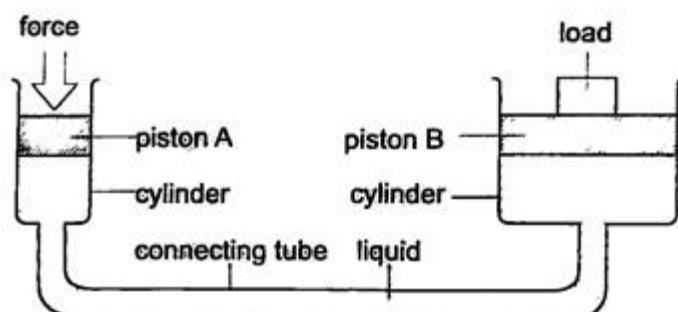 force
load
piston A
piston B
cylinder
cylinder
connecting tube
liquid